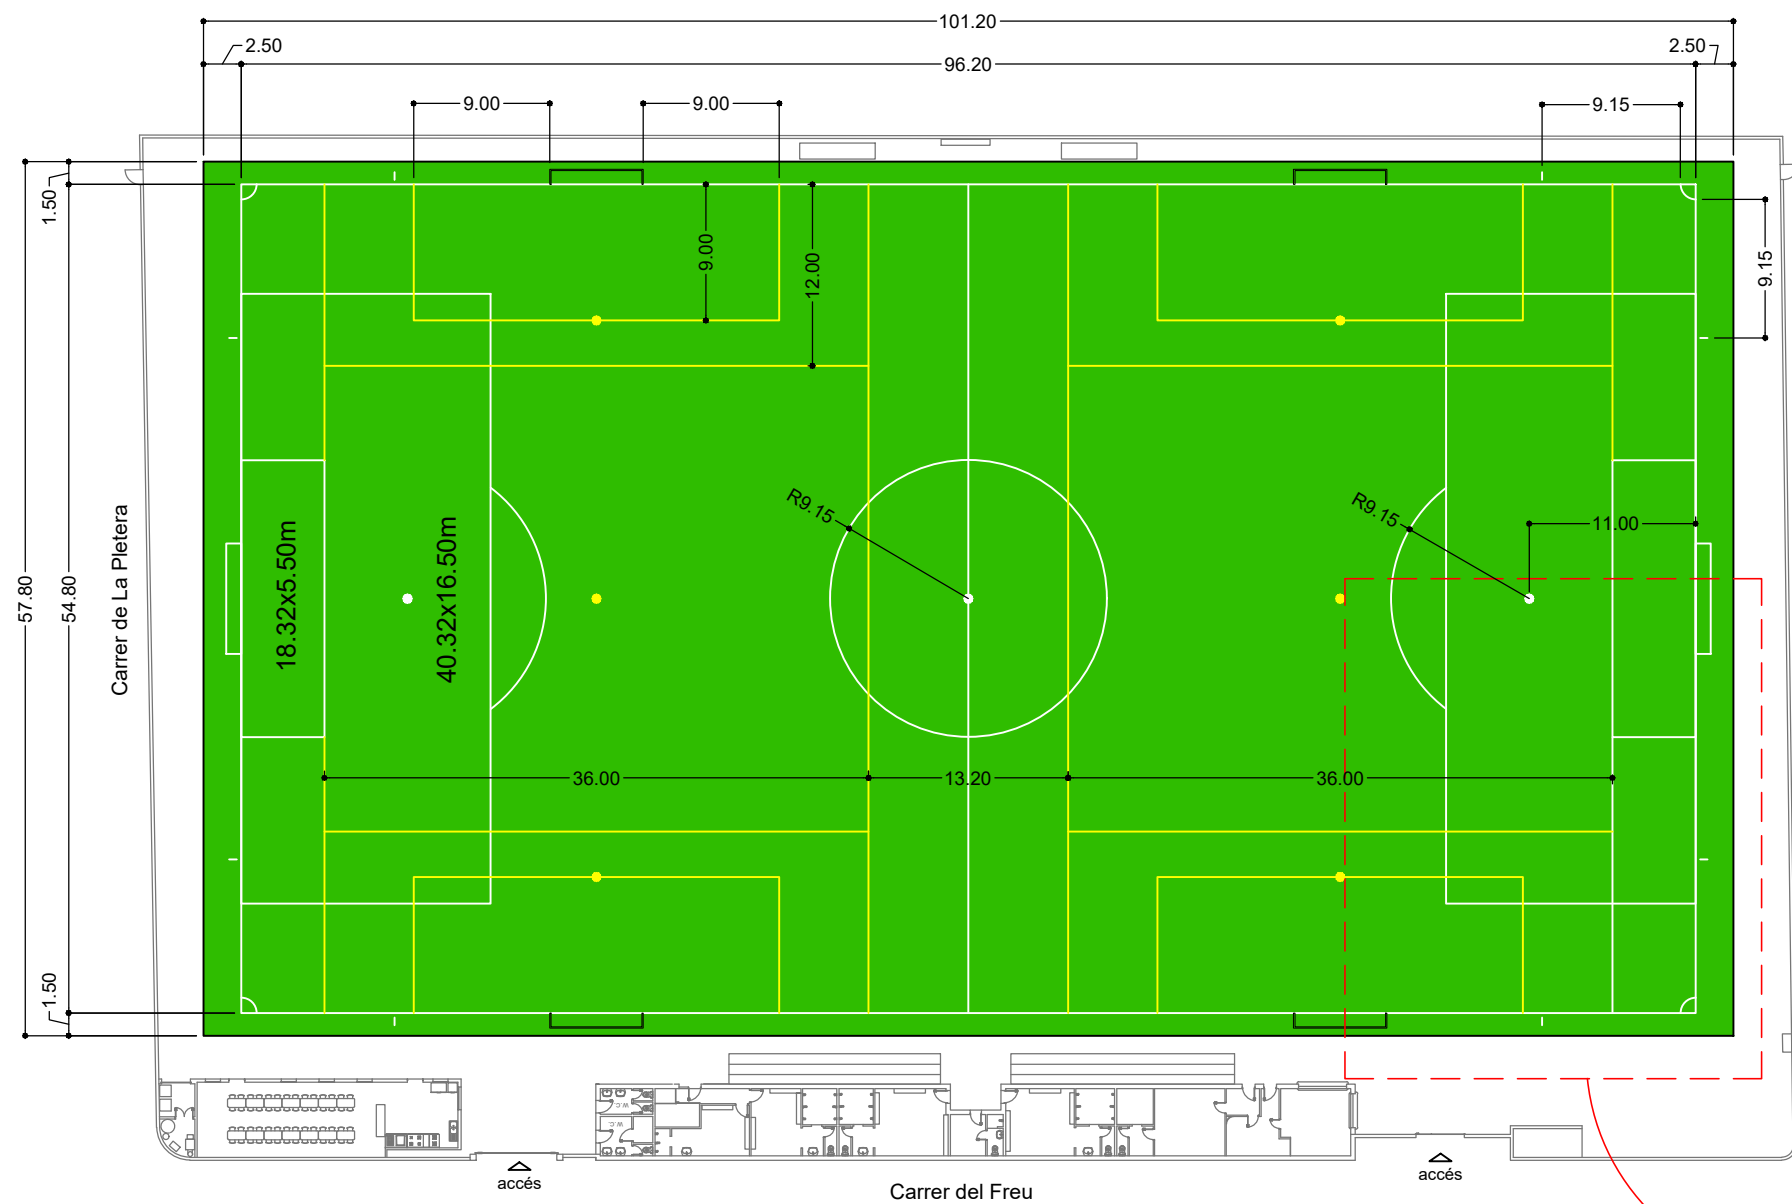 101.20
2.50
2.50
96.20
9.00
9.00
9.15
1.50
9.00
12.00
9.15
R9.15
R9.15
11.00
Carrer de La Pletera
18.32x5.50m
40.32x16.50m
57.80
54.80
36.00
13.20
36.00
1.50
W.C.
W.C.
accés
accés
Carrer del Freu